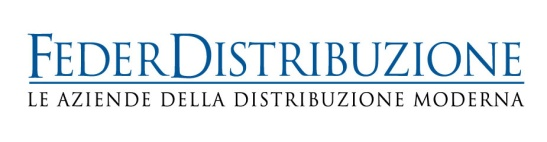 FEDERDISTRIBUZIONE
LE AZIENDE DELLA DISTRIBUZIONE MODERNA